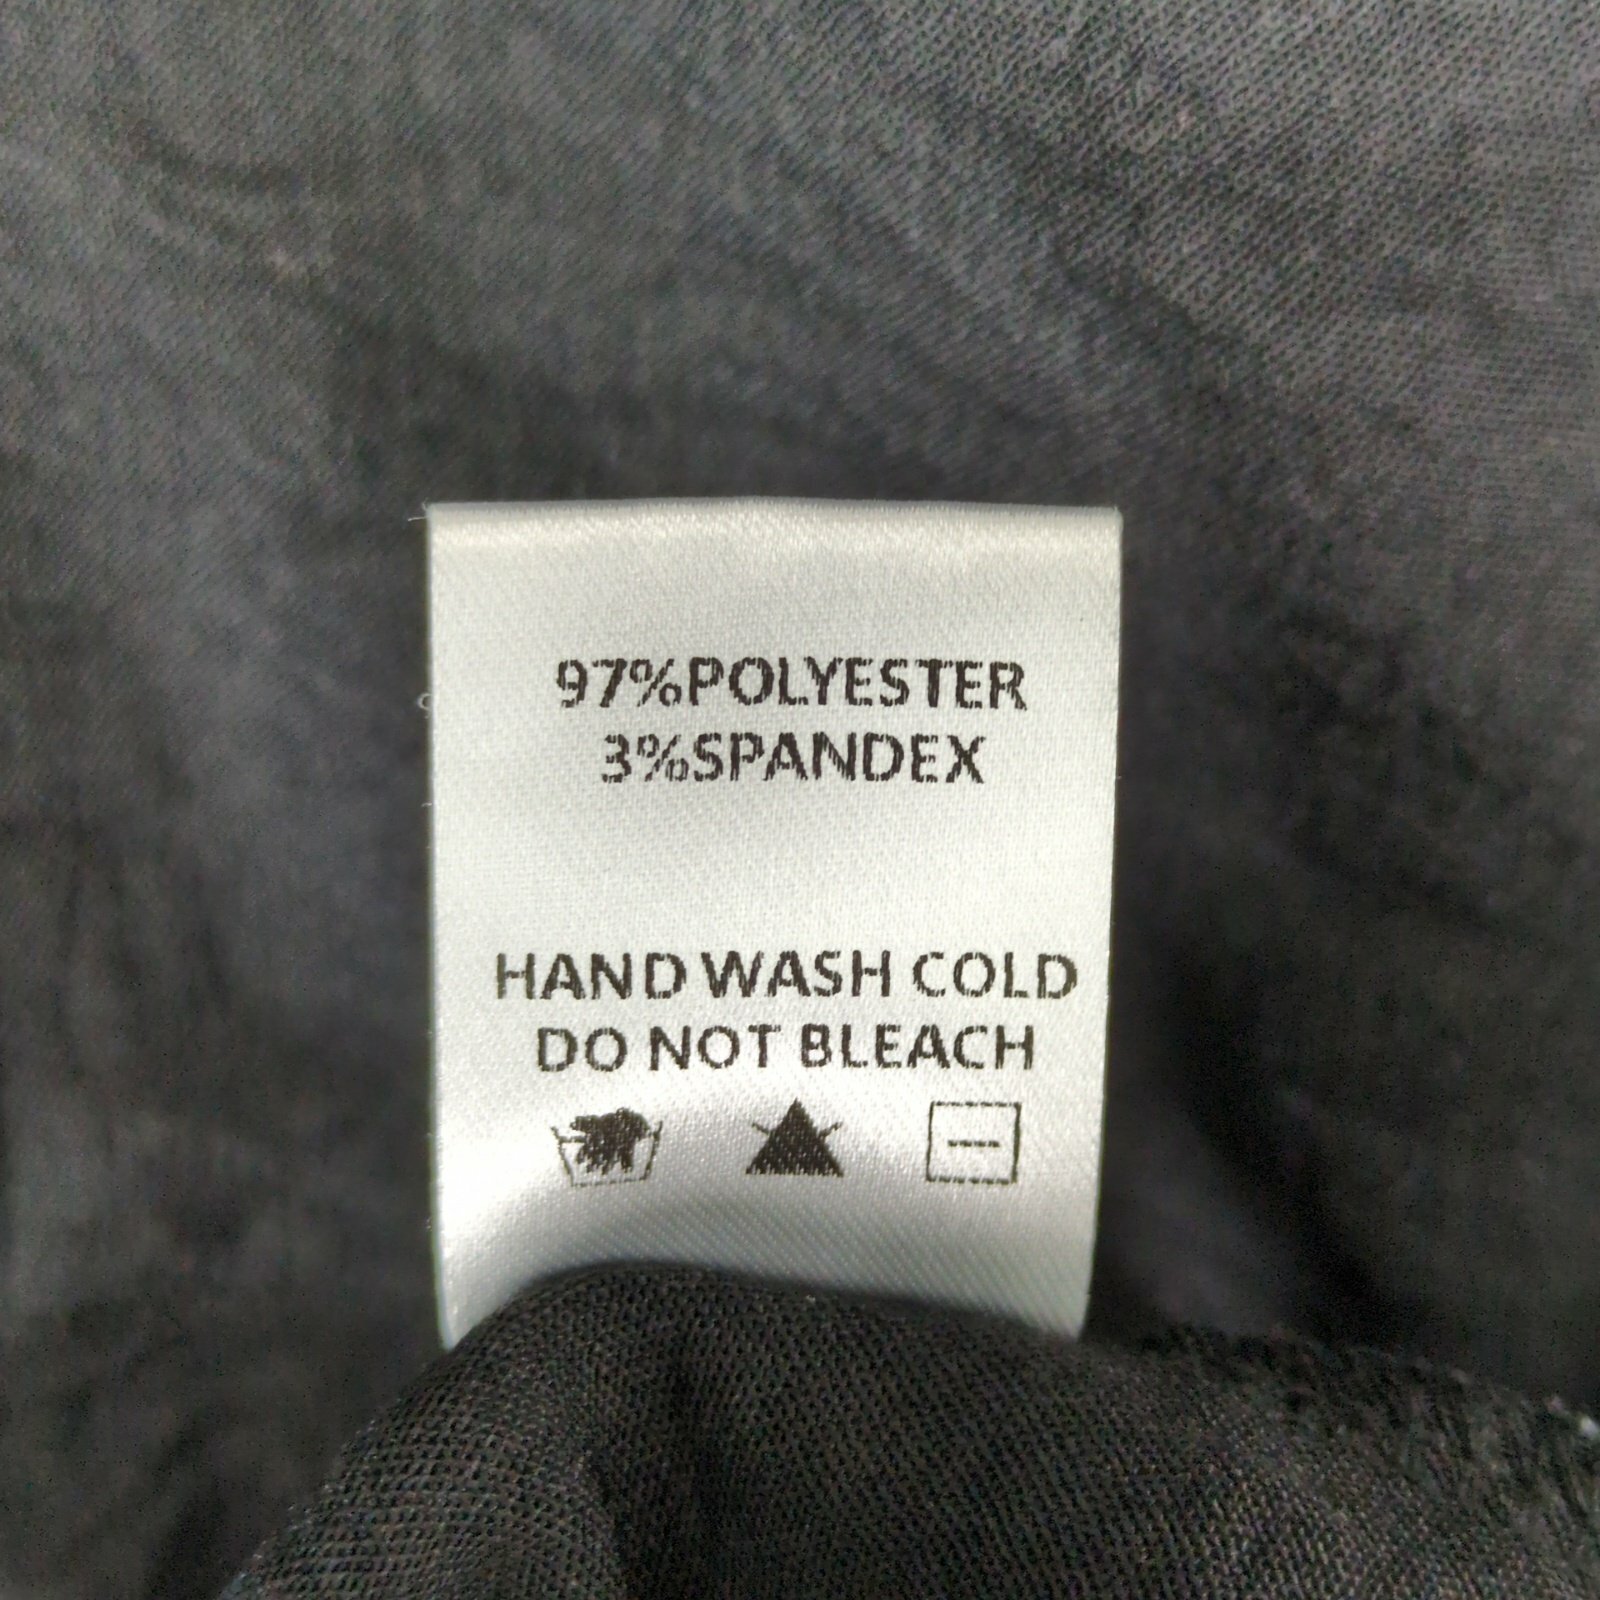 97%POLYESTER
3%SPANDEX
HAND WASH COLD
DO NOT BLEACH